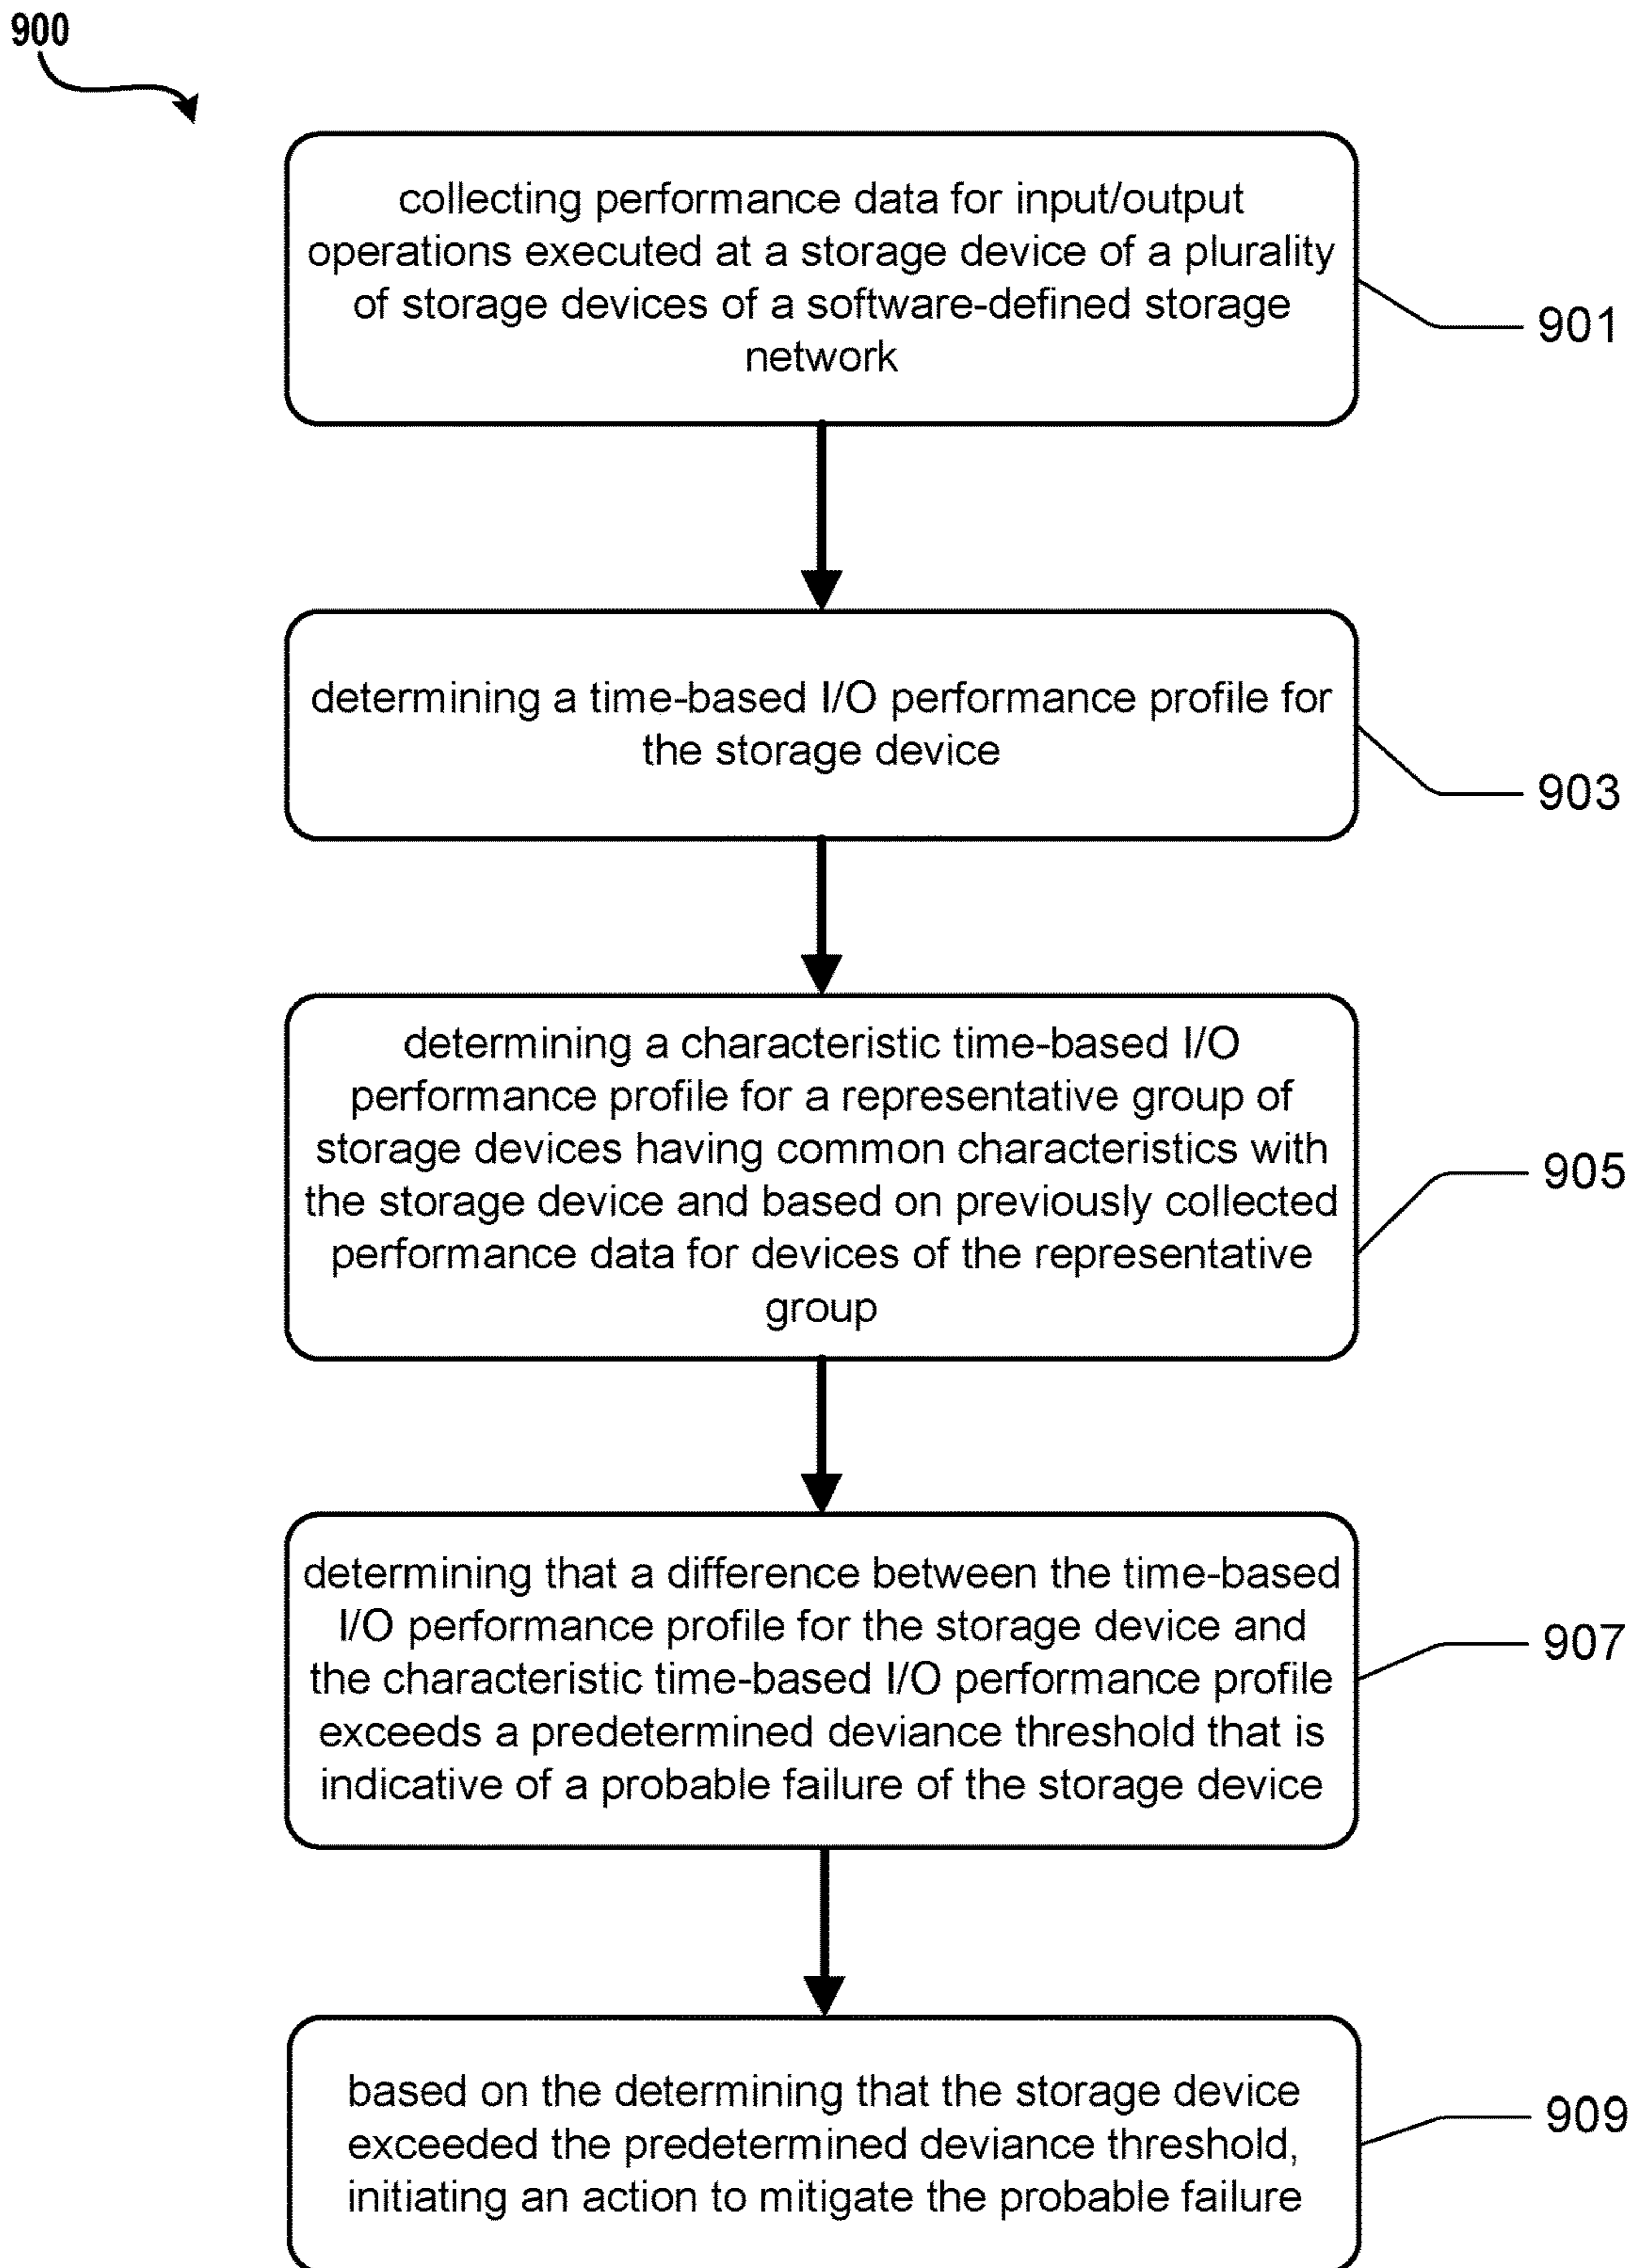 900
collecting performance data for input/output
operations executed at a storage device of a plurality
of storage devices of a software-defined storage
network
901
determining a time-based I/O performance profile for
the storage device
903
determining a characteristic time-based I/O
performance profile for a representative group of
storage devices having common characteristics with
the storage device and based on previously collected
performance data for devices of the representative
group
905
determining that a difference between the time-based
I/O performance profile for the storage device and
the characteristic time-based I/O performance profile
exceeds a predetermined deviance threshold that is
indicative of a probable failure of the storage device
907
based on the determining that the storage device
exceeded the predetermined deviance threshold,
initiating an action to mitigate the probable failure
909